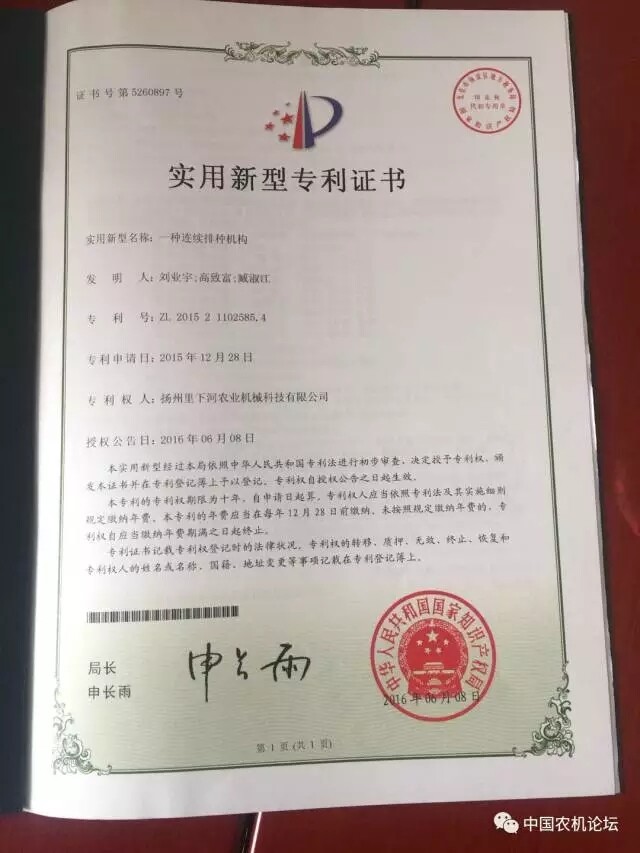 证书号第5260897号
实用新型专利证书
实用新型名称：一种连续排种机构
发明人：刘业宇;高致富;臧淑江
专利号：ZL 2015 2 1102585.4
专利申请日：2015年12月28日
专利权人：扬州里下河农业机械科技有限公司
授权公告日：2016年06月08日
本实用新型经过本局依照中华人民共和国专利法进行初步审查，决定授予专利权，颁
发本证书并在专利登记簿上予以登记。专利权自授权公告之日起生效。
本专利的专利权期限为十年，自申请日起算。专利权人应当依照专利法及其实施细则
规定缴纳年费。本专利的年费应当在每年12月28日前缴纳。未按照规定缴纳年费的，专
利权自应当缴纳年费期满之日起终止。
专利证书记载专利权登记时的法律状况。专利权的转移、质押、无效、终止、恢复和
专利权人的姓名或名称、国籍、地址变更等事项记载在专利登记簿上。
局长
申长雨
申长雨
中华人民共和国国家知识产权局
2016年06月08日
第1页(共1页)
中国农机论坛